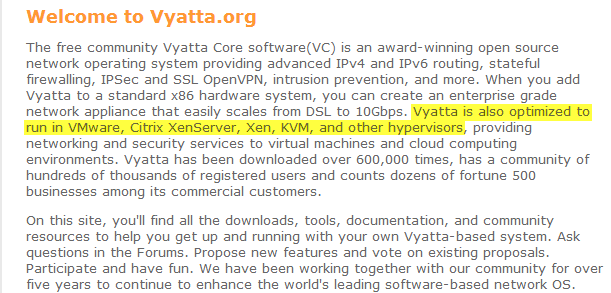 Welcome to Vyatta.org
The free community Vyatta Core software(VC) is an award-winning open source
network operating system providing advanced IPv4 and IPv6 routing, stateful
firewalling, IPSec and SSL OpenVPN, intrusion prevention, and more. When you add
Vyatta to a standard x86 hardware system, you can create an enterprise grade
network appliance that easily scales from DSL to 10Gbps. Vyatta is also optimized to
run in VMware, Citrix XenServer, Xen, KVM, and other hypervisors, providing
networking and security services to virtual machines and cloud computing
environments. Vyatta has been downloaded over 600,000 times, has a community of
hundreds of thousands of registered users and counts dozens of fortune 500
businesses among its commercial customers.
On this site, you'll find all the downloads, tools, documentation, and community
resources to help you get up and running with your own Vyatta-based system. Ask
questions in the Forums. Propose new features and vote on existing proposals.
Participate and have fun. We have been working together with our community for over
five years to continue to enhance the world's leading software-based network OS.